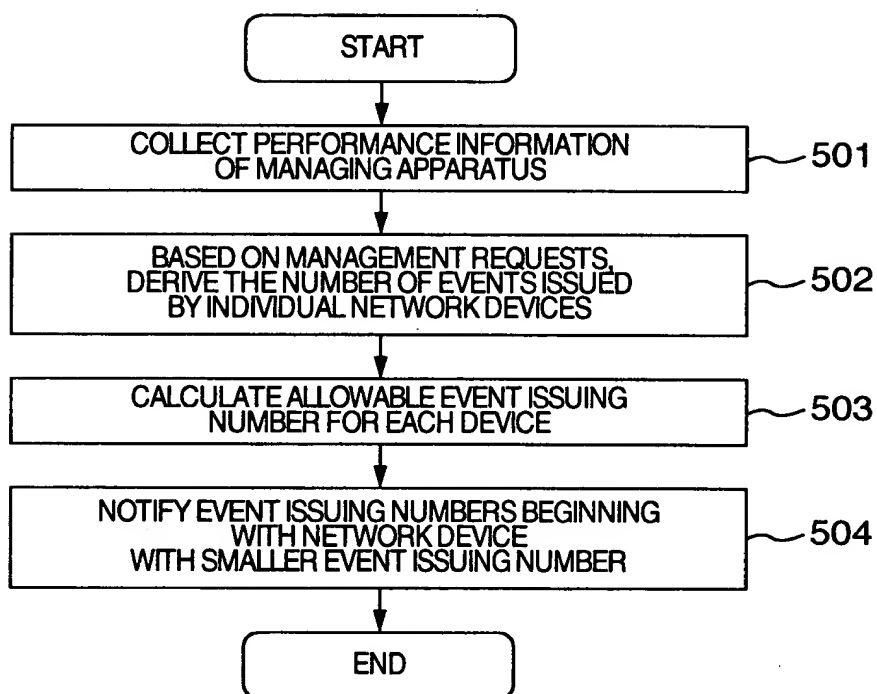 START
COLLECT PERFORMANCE INFORMATION
OF MANAGING APPARATUS
501
BASED ON MANAGEMENT REQUESTS,
DERIVE THE NUMBER OF EVENTS ISSUED
BY INDIVIDUAL NETWORK DEVICES
502
CALCULATE ALLOWABLE EVENT ISSUING
NUMBER FOR EACH DEVICE
503
NOTIFY EVENT ISSUING NUMBERS BEGINNING
WITH NETWORK DEVICE
WITH SMALLER EVENT ISSUING NUMBER
504
END